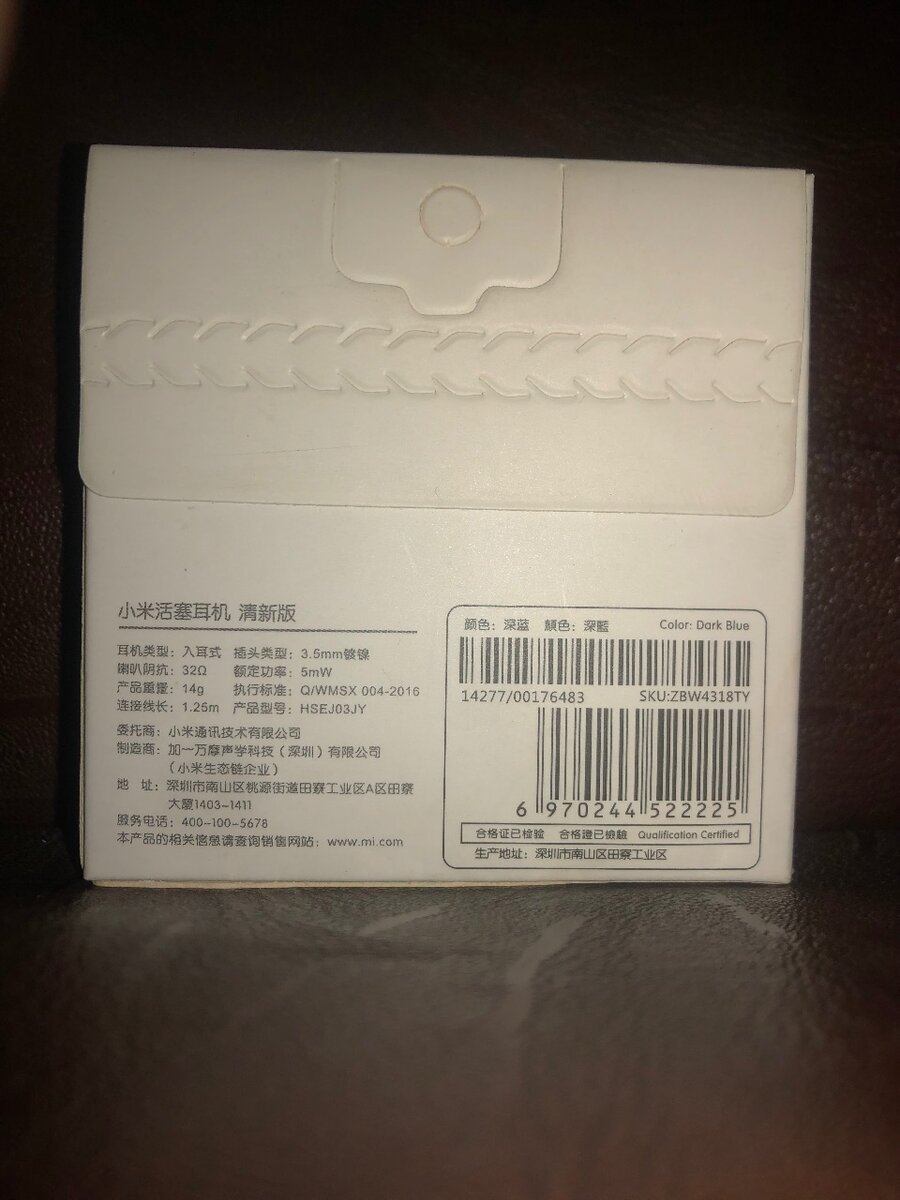 小米活塞耳机 清新版
耳机类型：入耳式 插头类型：3.5mm镀镍
喇叭阴抗：32Ω 额定功率：5mW
产品重量：14g 执行标准：Q/WMSX 004-2016
连接线长：1.25m 产品型号：HSEJ03JY
委托商：小米通讯技术有限公司
制造商：加一万摩声学科技（深圳）有限公司
（小米生态链企业）
地 址：深圳市南山区桃源街道田寮工业区A区田寮
大厦1403-1411
服务电话：400-100-5678
本产品的相关信息请查询销售网站：www.mi.com
颜色：深蓝 顏色：深藍 Color: Dark Blue
14277/00176483 SKU:ZBW4318TY
6 970244 522225
合格证已检验 合格證已檢驗 Qualification Certified
生产地址：深圳市南山区田寮工业区